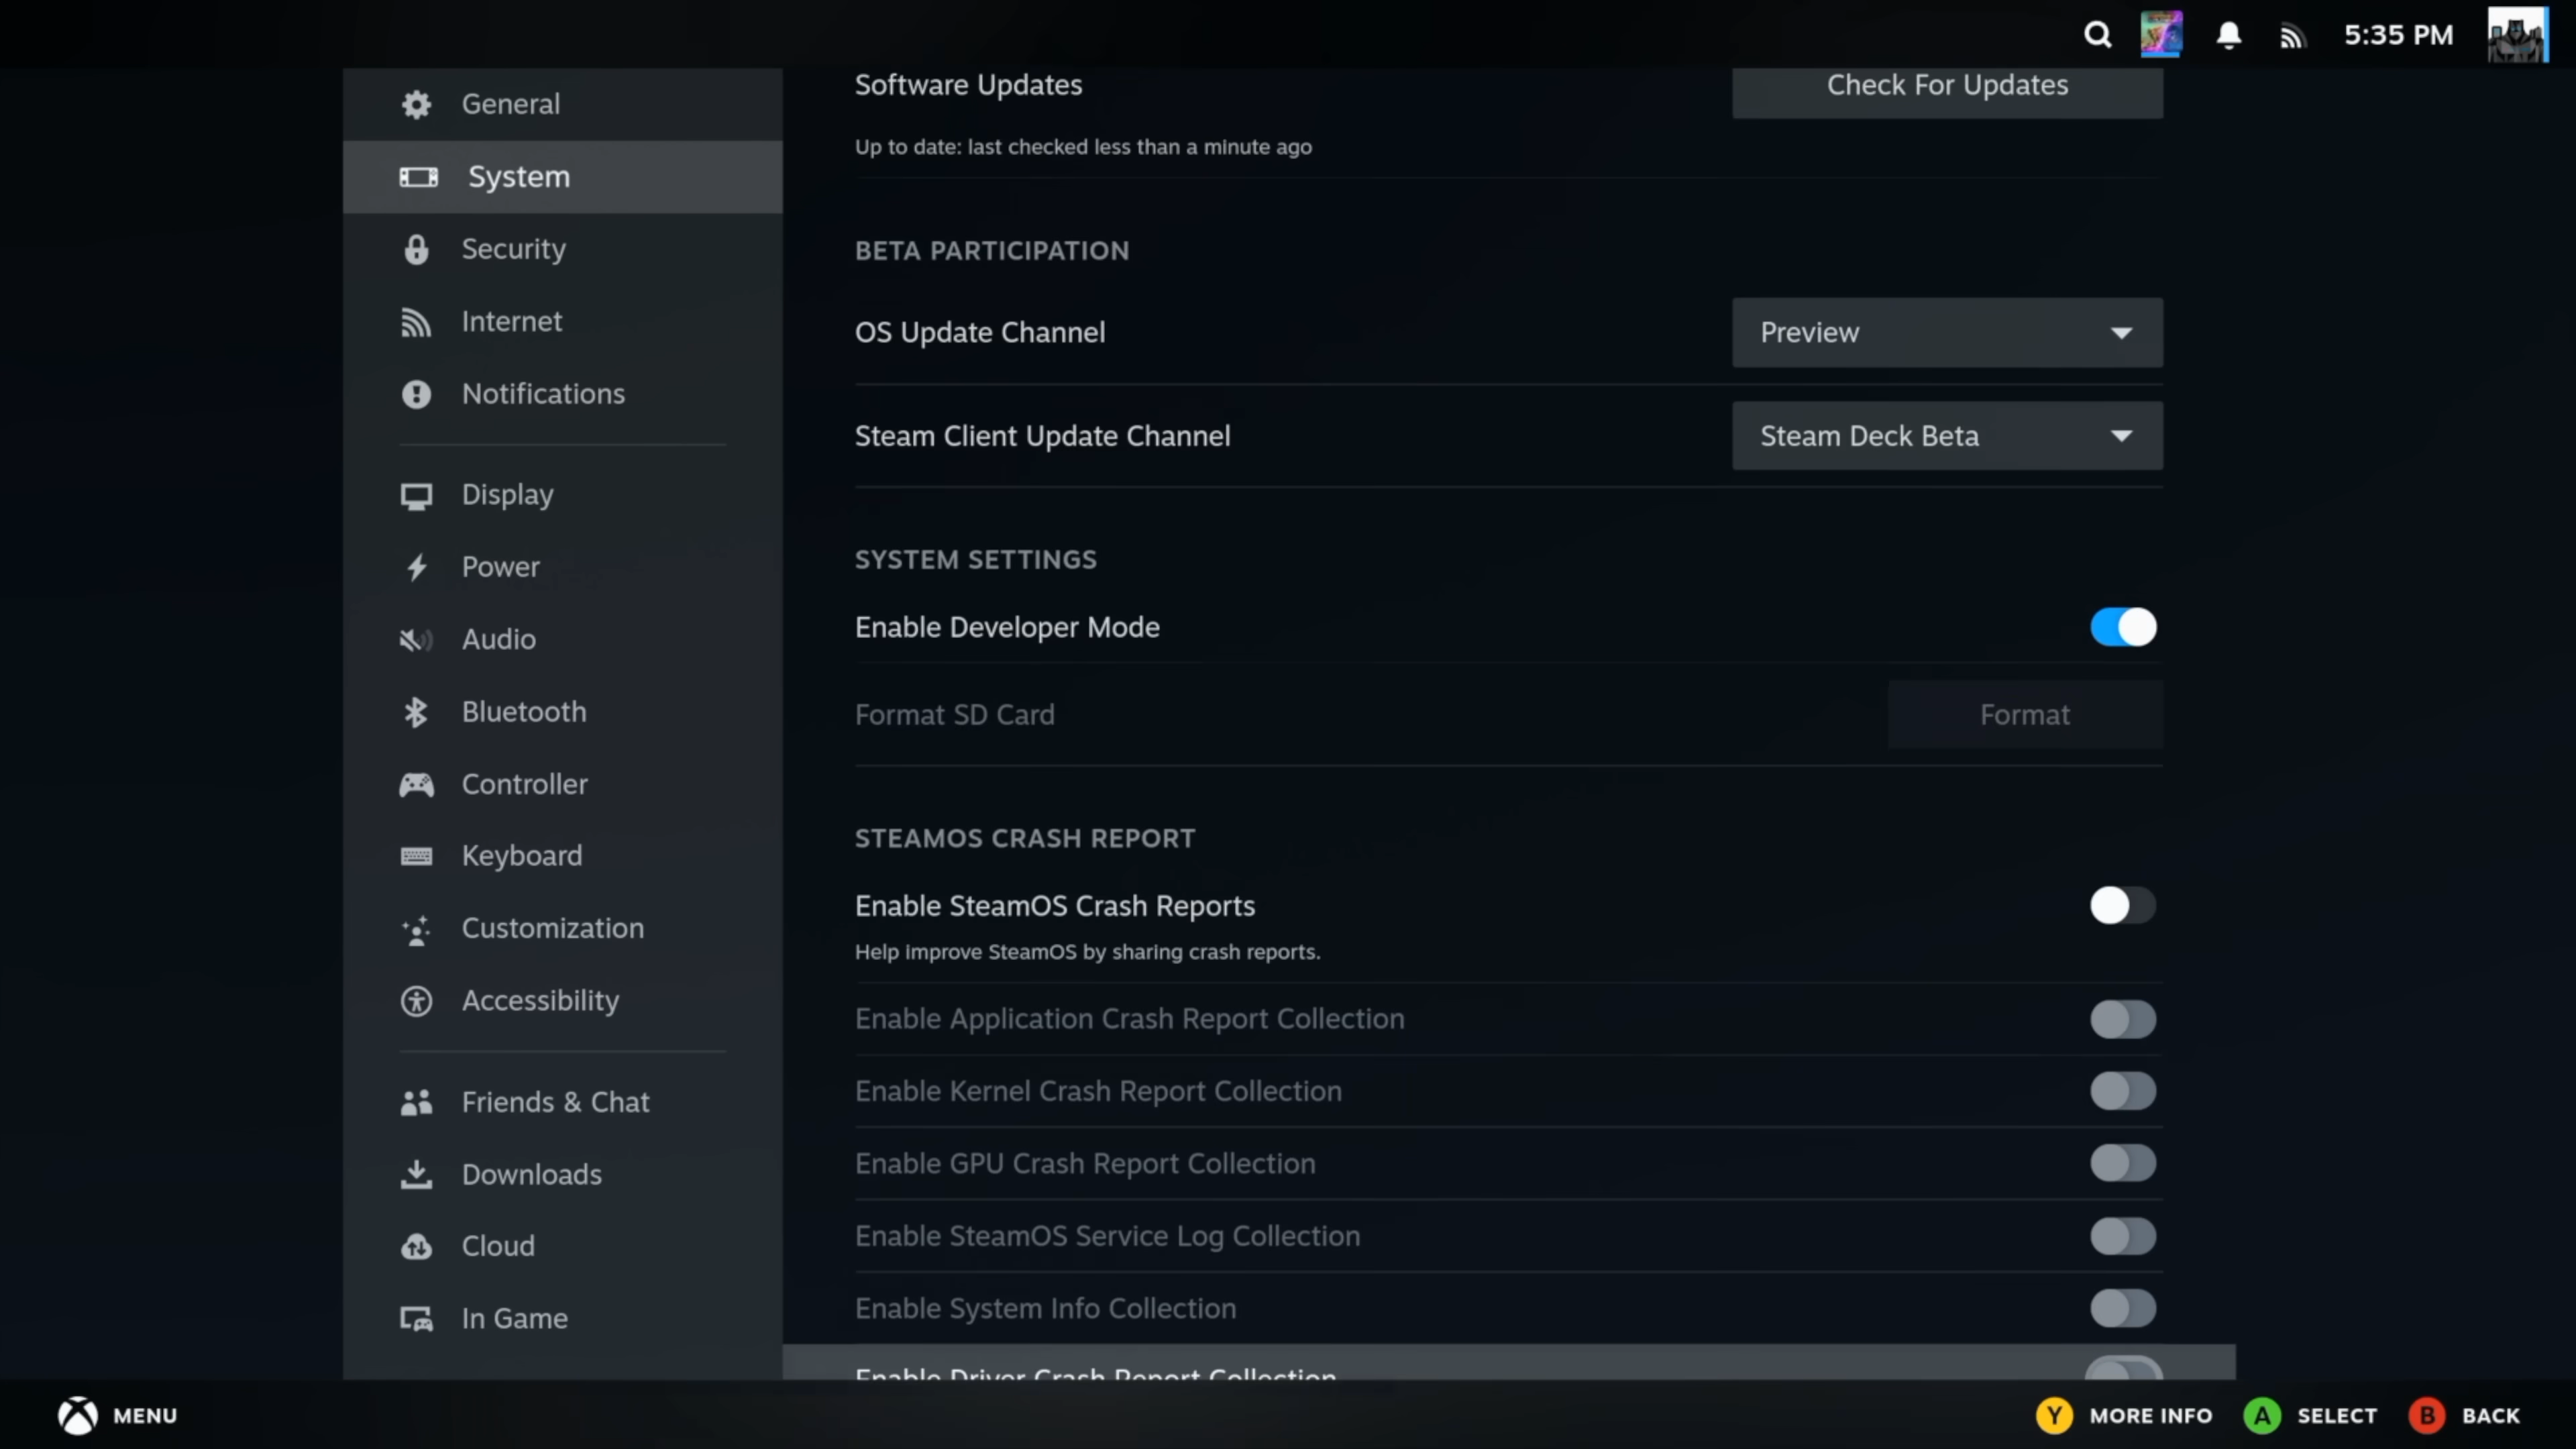 5:35 PM
General
System
Security
Internet
Notifications
Display
Power
Audio
Bluetooth
Controller
Keyboard
Customization
Accessibility
Friends & Chat
Downloads
Cloud
In Game
Software Updates
Check For Updates
Up to date: last checked less than a minute ago
BETA PARTICIPATION
OS Update Channel
Preview
Steam Client Update Channel
Steam Deck Beta
SYSTEM SETTINGS
Enable Developer Mode
Format SD Card
Format
STEAMOS CRASH REPORT
Enable SteamOS Crash Reports
Help improve SteamOS by sharing crash reports.
Enable Application Crash Report Collection
Enable Kernel Crash Report Collection
Enable GPU Crash Report Collection
Enable SteamOS Service Log Collection
Enable System Info Collection
Enable Driver Crash Report Collection
MENU
Y MORE INFO
A SELECT
B BACK